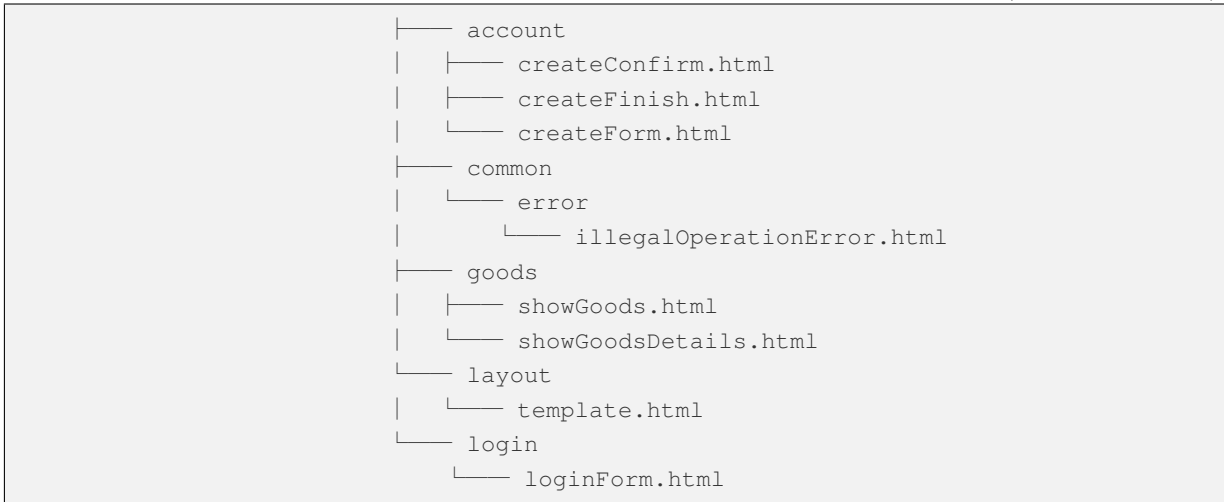 ├── account
│   ├── createConfirm.html
│   ├── createFinish.html
│   └── createForm.html
├── common
│   └── error
│       └── illegalOperationError.html
├── goods
│   ├── showGoods.html
│   └── showGoodsDetails.html
└── layout
│   └── template.html
└── login
    └── loginForm.html